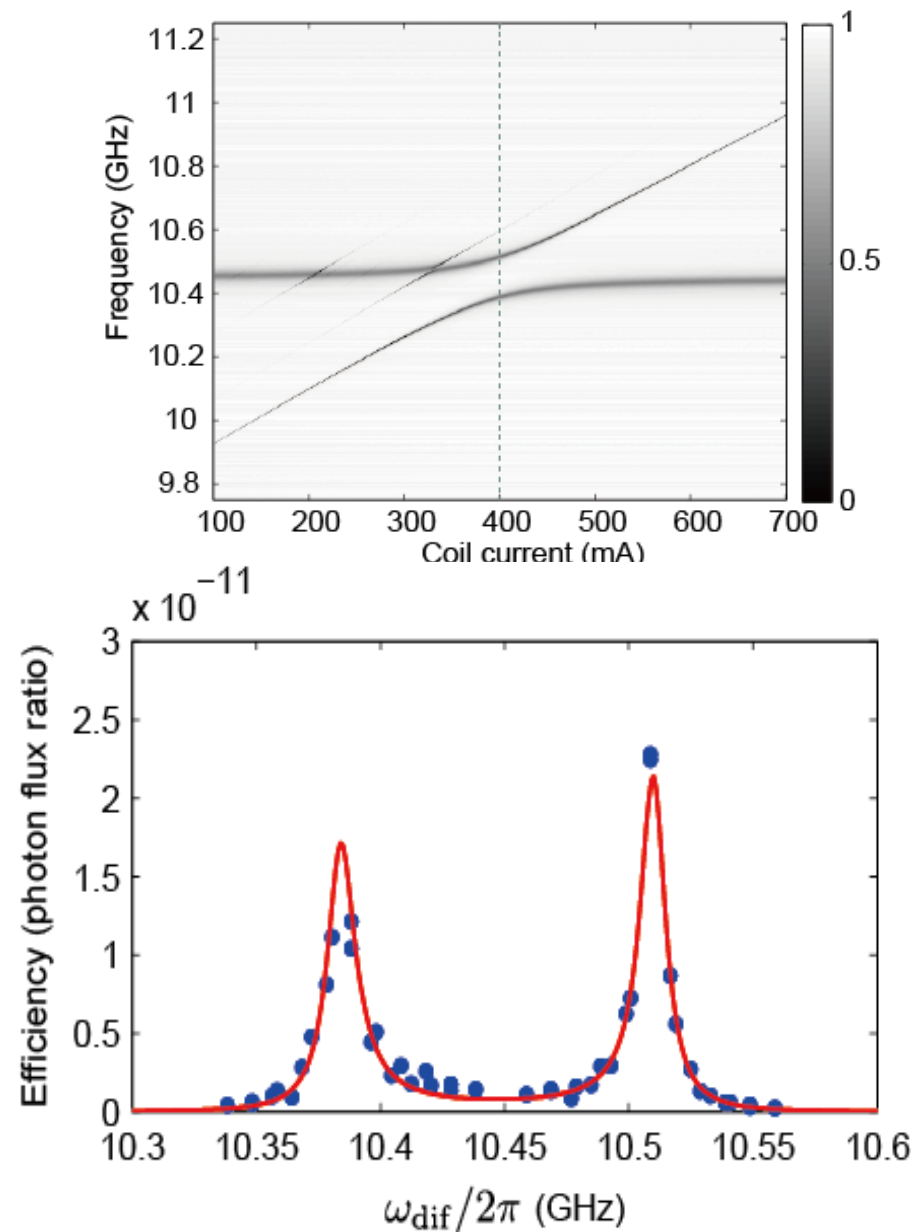 11.2
11
10.8
10.6
10.4
10.2
10
9.8
Frequency (GHz)
100 200 300 400 500 600 700
Coil current (mA)
1
0.5
0
x 10⁻¹¹
3
2.5
2
1.5
1
0.5
0
Efficiency (photon flux ratio)
10.3 10.35 10.4 10.45 10.5 10.55 10.6
ω_dif/2π (GHz)